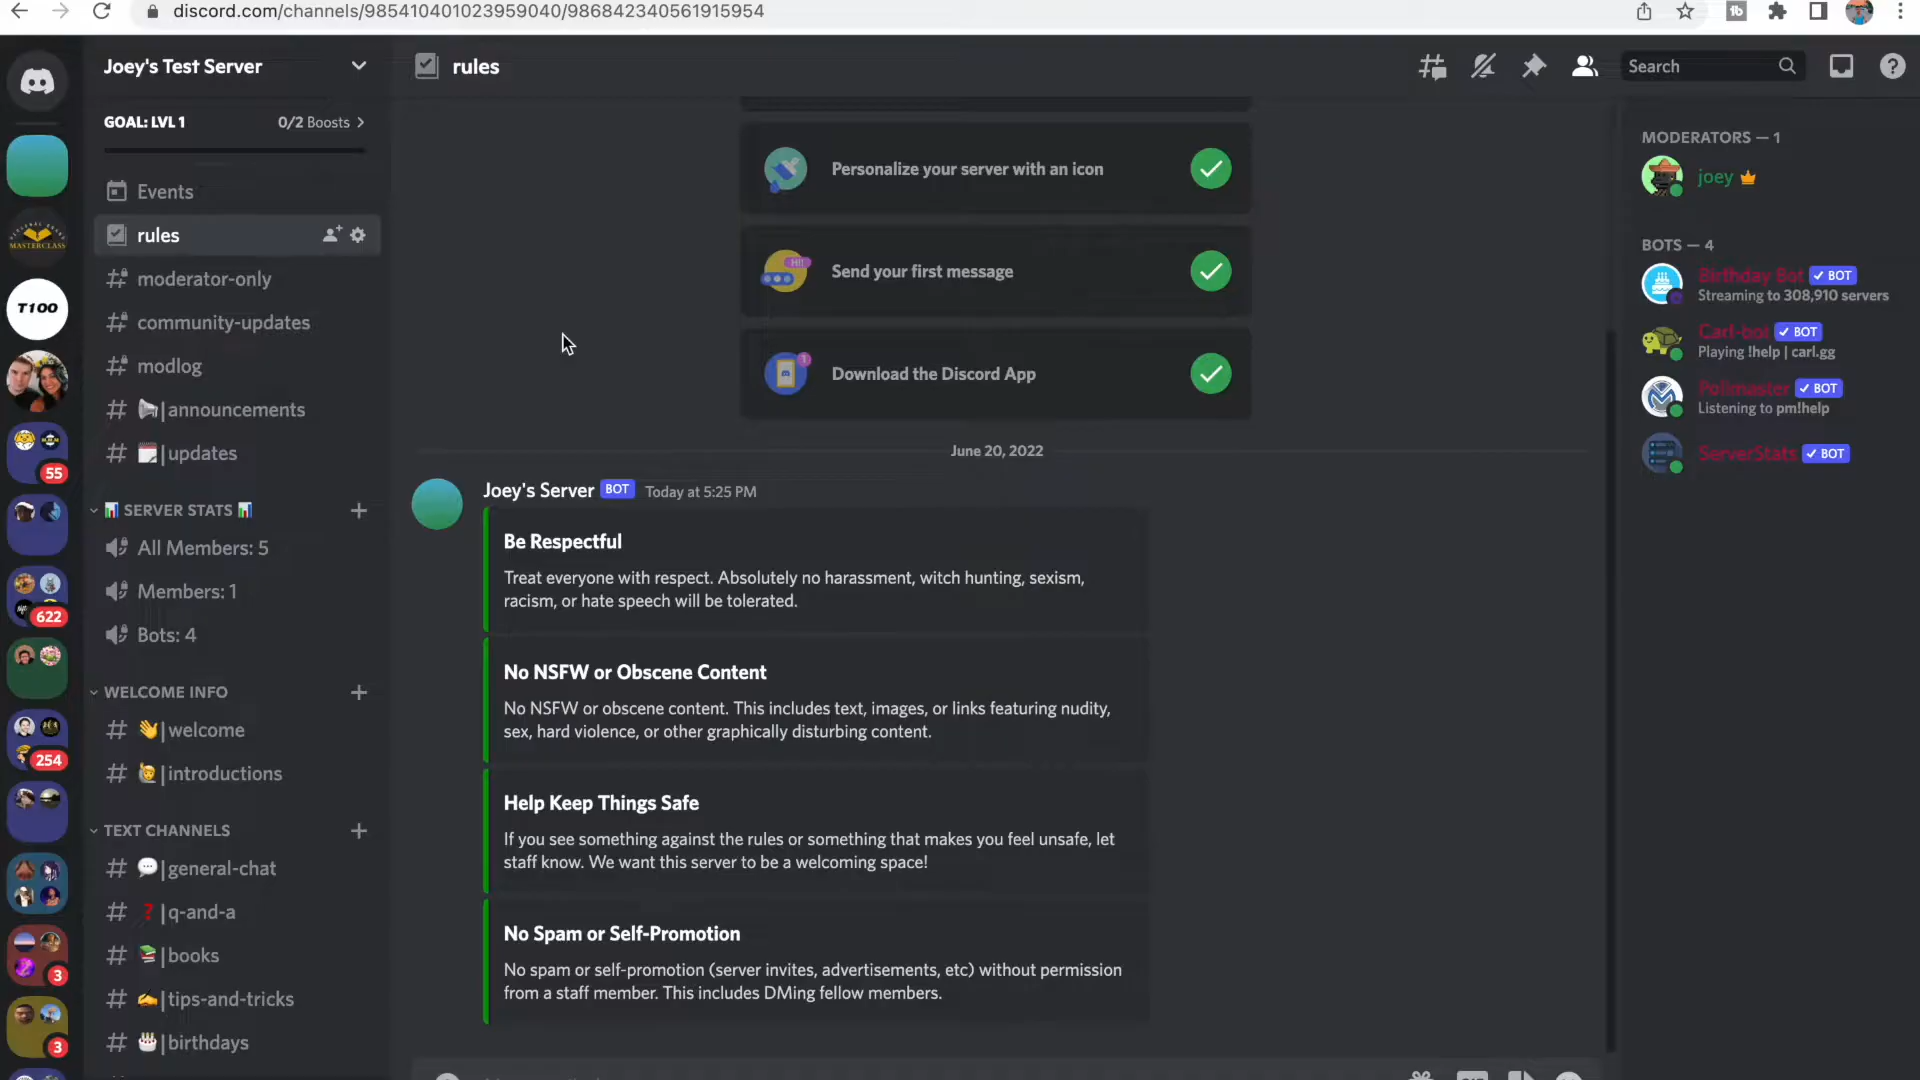 discord.com/channels/985410401023959040/986842340561915954
Joey's Test Server
rules
Search
GOAL: LVL 1
0/2 Boosts >
Events
rules
moderator-only
community-updates
modlog
📢|announcements
🗒️|updates
📊 SERVER STATS 📊
All Members: 5
Members: 1
Bots: 4
WELCOME INFO
👋|welcome
🙋|introductions
TEXT CHANNELS
💬|general-chat
❓|q-and-a
📚|books
✍️|tips-and-tricks
🎂|birthdays
MASTERCLASS
T100
55
622
254
3
3
Personalize your server with an icon
HI!
Send your first message
1
Download the Discord App
June 20, 2022
Joey's Server BOT Today at 5:25 PM
Be Respectful
Treat everyone with respect. Absolutely no harassment, witch hunting, sexism,
racism, or hate speech will be tolerated.
No NSFW or Obscene Content
No NSFW or obscene content. This includes text, images, or links featuring nudity,
sex, hard violence, or other graphically disturbing content.
Help Keep Things Safe
If you see something against the rules or something that makes you feel unsafe, let
staff know. We want this server to be a welcoming space!
No Spam or Self-Promotion
No spam or self-promotion (server invites, advertisements, etc) without permission
from a staff member. This includes DMing fellow members.
MODERATORS — 1
joey
BOTS — 4
Birthday Bot ✓ BOT
Streaming to 308,910 servers
Carl-bot ✓ BOT
Playing !help | carl.gg
Pollmaster ✓ BOT
Listening to pm!help
ServerStats ✓ BOT